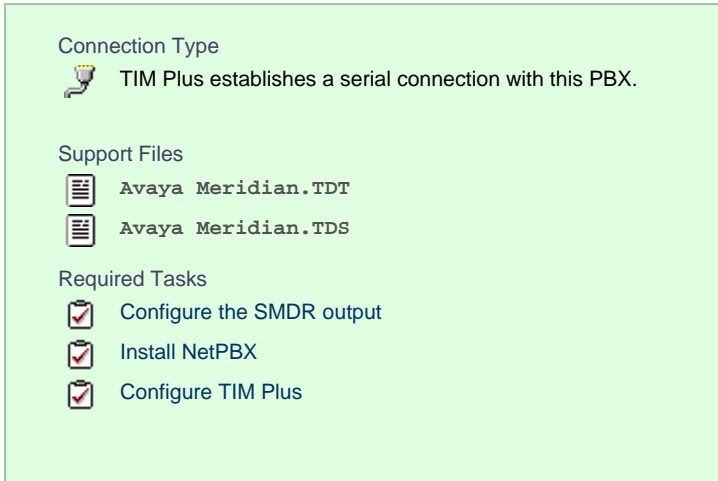 Connection Type
TIM Plus establishes a serial connection with this PBX.
Support Files
Avaya Meridian.TDT
Avaya Meridian.TDS
Required Tasks
Configure the SMDR output
Install NetPBX
Configure TIM Plus